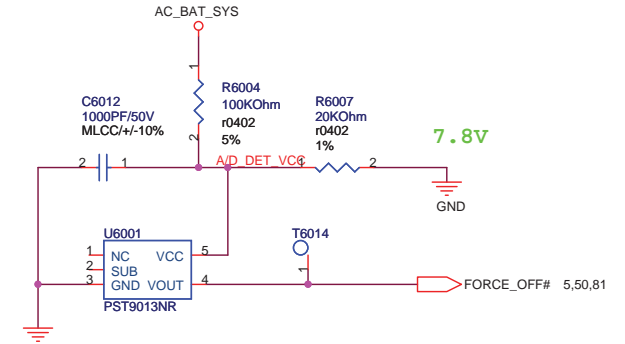 AC_BAT_SYS
1
R6004
100KOhm
r0402
5%
2
C6012
1000PF/50V
MLCC/+/-10%
R6007
20KOhm
r0402
1%
7.8V
2 1
A/D_DET_VCC
1 2
GND
U6001
1 NC VCC 5
2 SUB
3 GND VOUT 4
PST9013NR
T6014
1
FORCE_OFF# 5,50,81